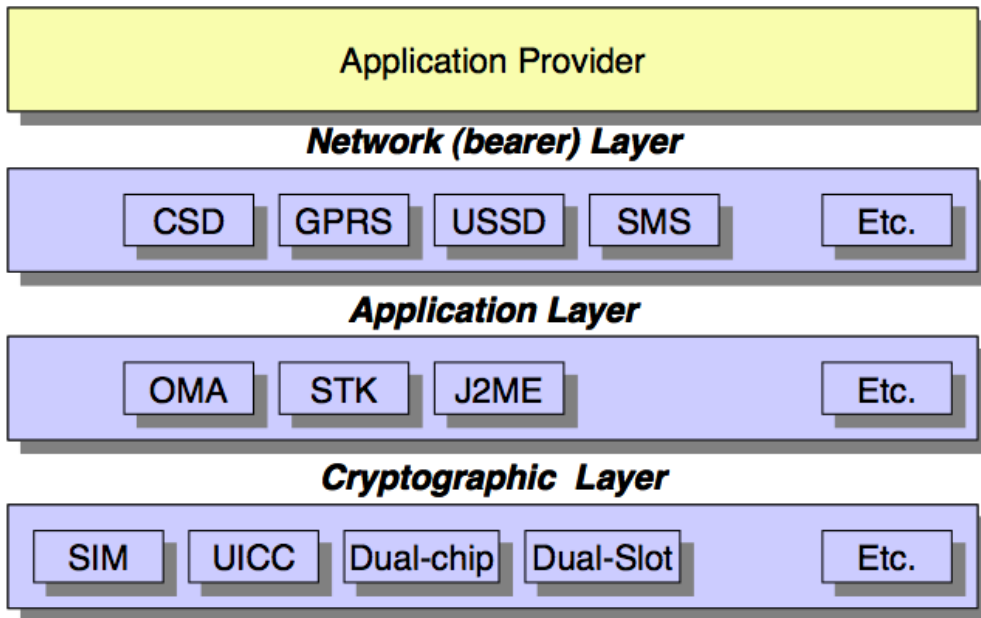 Application Provider
Network (bearer) Layer
CSD GPRS USSD SMS Etc.
Application Layer
OMA STK J2ME Etc.
Cryptographic Layer
SIM UICC Dual-chip Dual-Slot Etc.